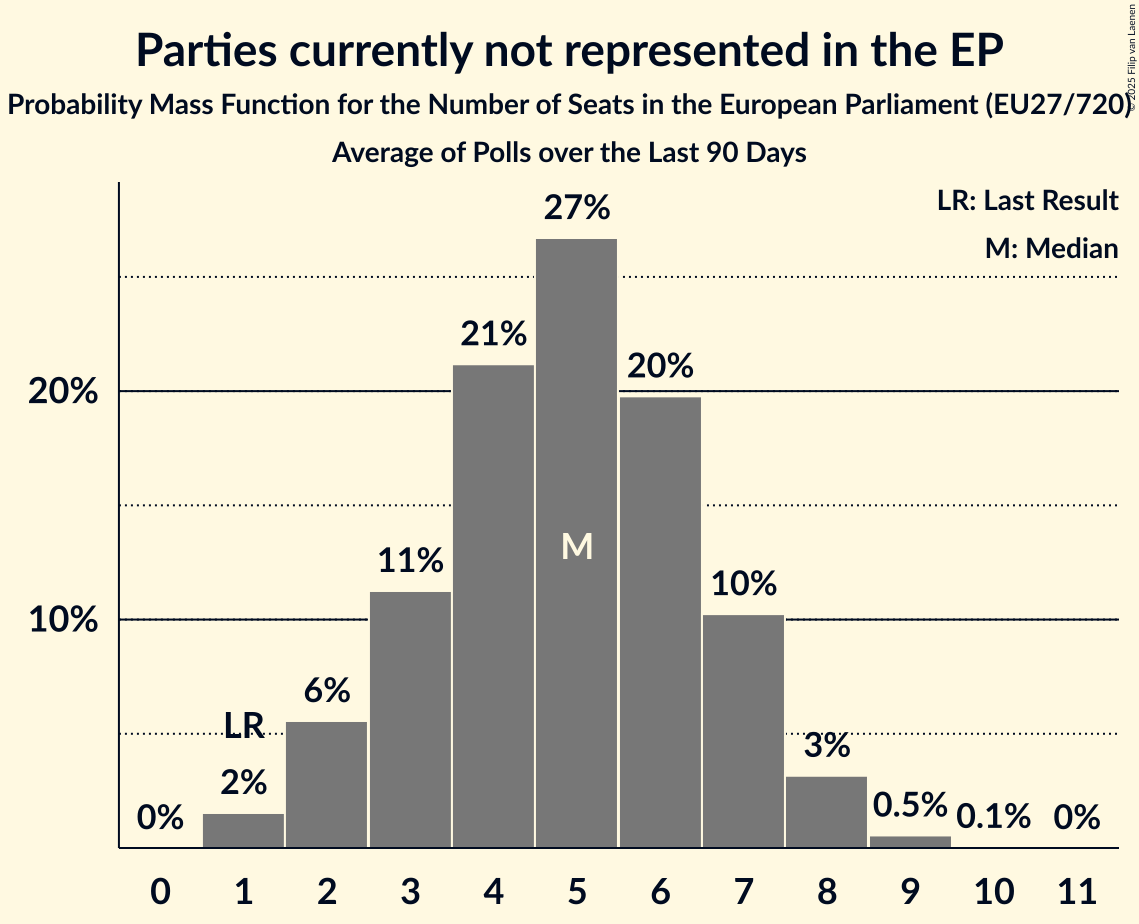 Parties currently not represented in the EP
Probability Mass Function for the Number of Seats in the European Parliament (EU27/720)
Average of Polls over the Last 90 Days
© 2025 Filip van Laenen
LR: Last Result
M: Median
20%
10%
0%
2%
LR
6%
11%
21%
27%
M
20%
10%
3%
0.5%
0.1%
0%
0 1 2 3 4 5 6 7 8 9 10 11